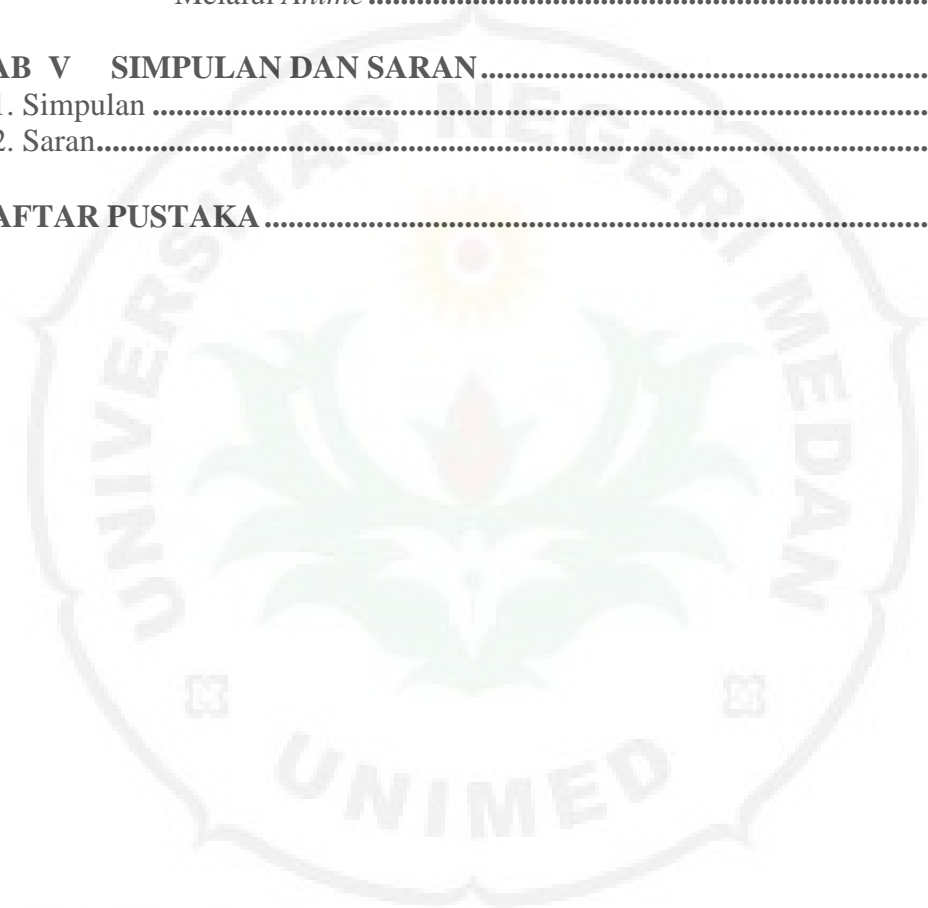 Melalui Anime ........................................................................
AB V SIMPULAN DAN SARAN .........................................................
1. Simpulan ...................................................................................................
2. Saran..........................................................................................................
AFTAR PUSTAKA ....................................................................................
UNIVERSITAS NEGERI MEDAN
UNIMED